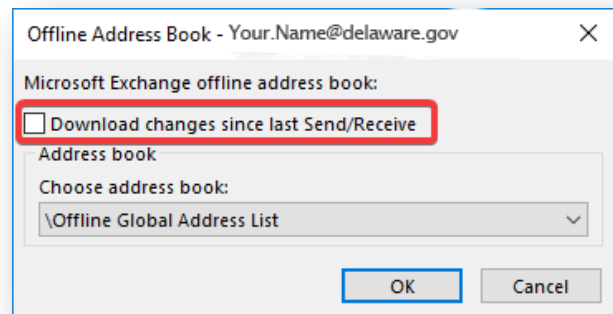 Offline Address Book - Your.Name@delaware.gov
Microsoft Exchange offline address book:
Download changes since last Send/Receive
Address book
Choose address book:
\Offline Global Address List
OK Cancel